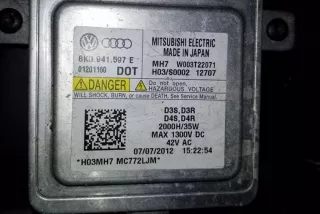 MITSUBISHI ELECTRIC
MADE IN JAPAN
8K0.941.597 E
01201160 DOT
MH7 W003T22071
H03/S0002 12707
DANGER
Do not open.
HAZARDOUS VOLTAGE
Will SHOCK, BURN, or cause DEATH. See Shop Manual.
D3S,D3R
D4S,D4R
2000H/35W
MAX 1300V DC
42V AC
07/07/2012 15:22:54
*H03MH7 MC772LJM*